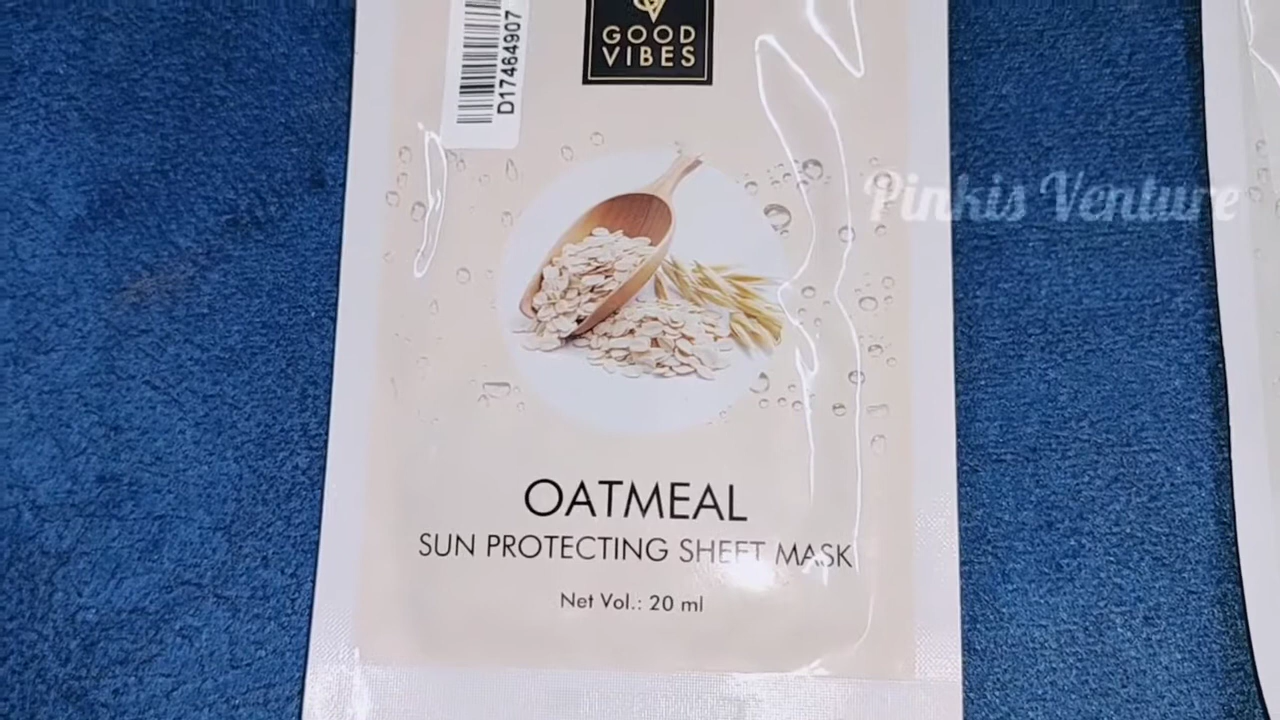 GOOD
VIBES
D17464907
Pinkis Venture
OATMEAL
SUN PROTECTING SHEET MASK
Net Vol.: 20 ml